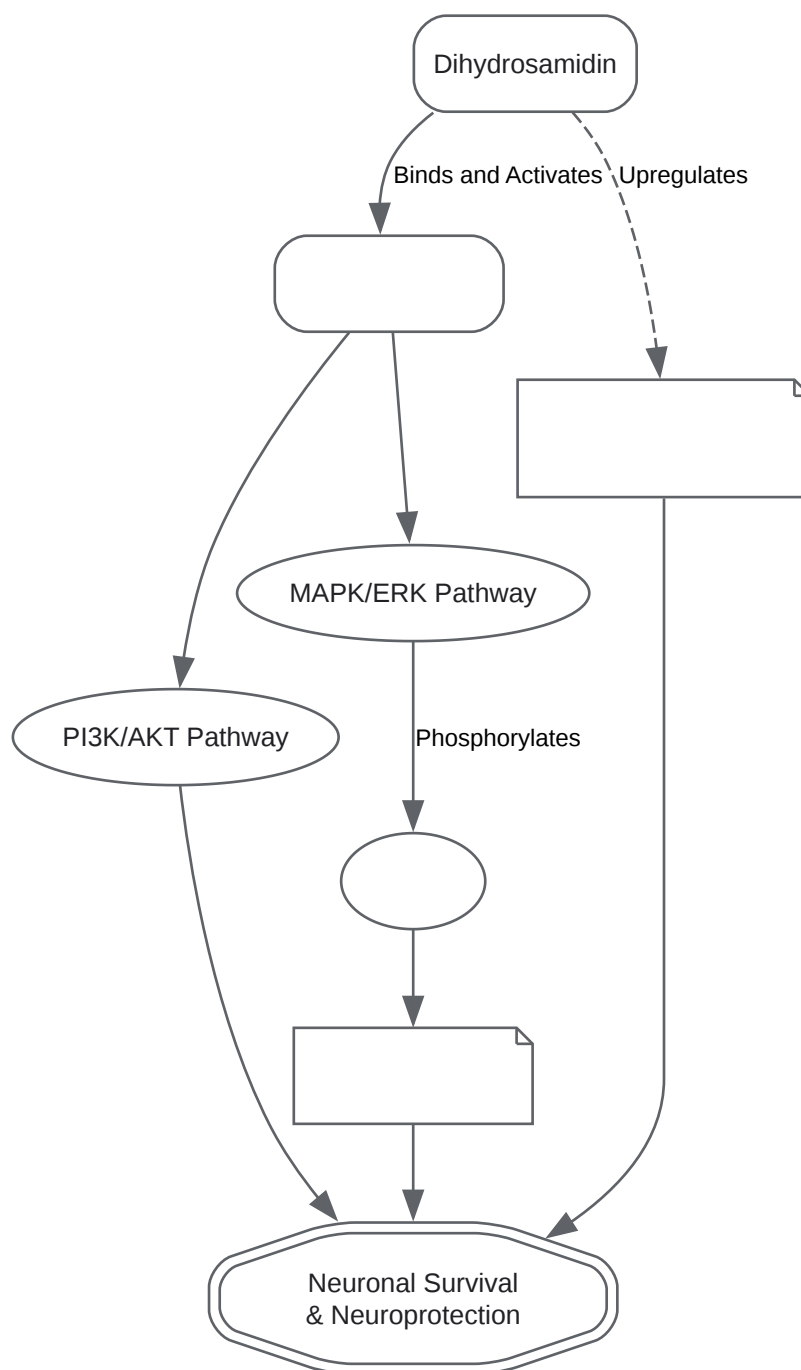 Dihydrosamidin
Binds and Activates
Upregulates
MAPK/ERK Pathway
PI3K/AKT Pathway
Phosphorylates
Neuronal Survival
& Neuroprotection